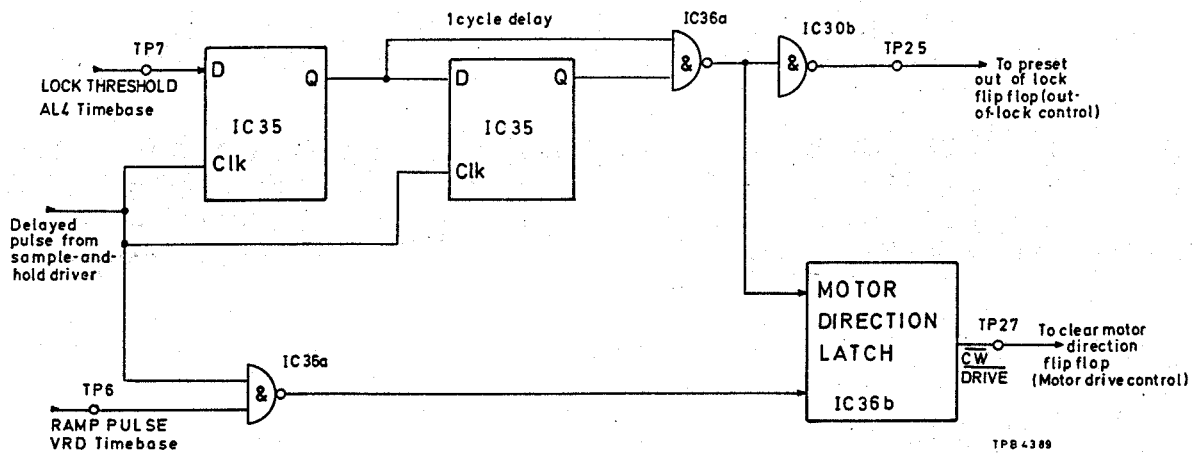 1 cycle delay
IC36a
IC30b
TP7
D
Q
D
Q
&
&
TP25
To preset
out of lock
flip flop (out-
of-lock control)
LOCK THRESHOLD
AL4 Timebase
IC35
IC35
Clk
Clk
Delayed
pulse from
sample-and-
hold driver
MOTOR
DIRECTION
LATCH
IC36b
TP27
CW
DRIVE
To clear motor
direction
flip flop
(Motor drive control)
IC36a
TP6
&
RAMP PULSE
VRD Timebase
TPB 4389